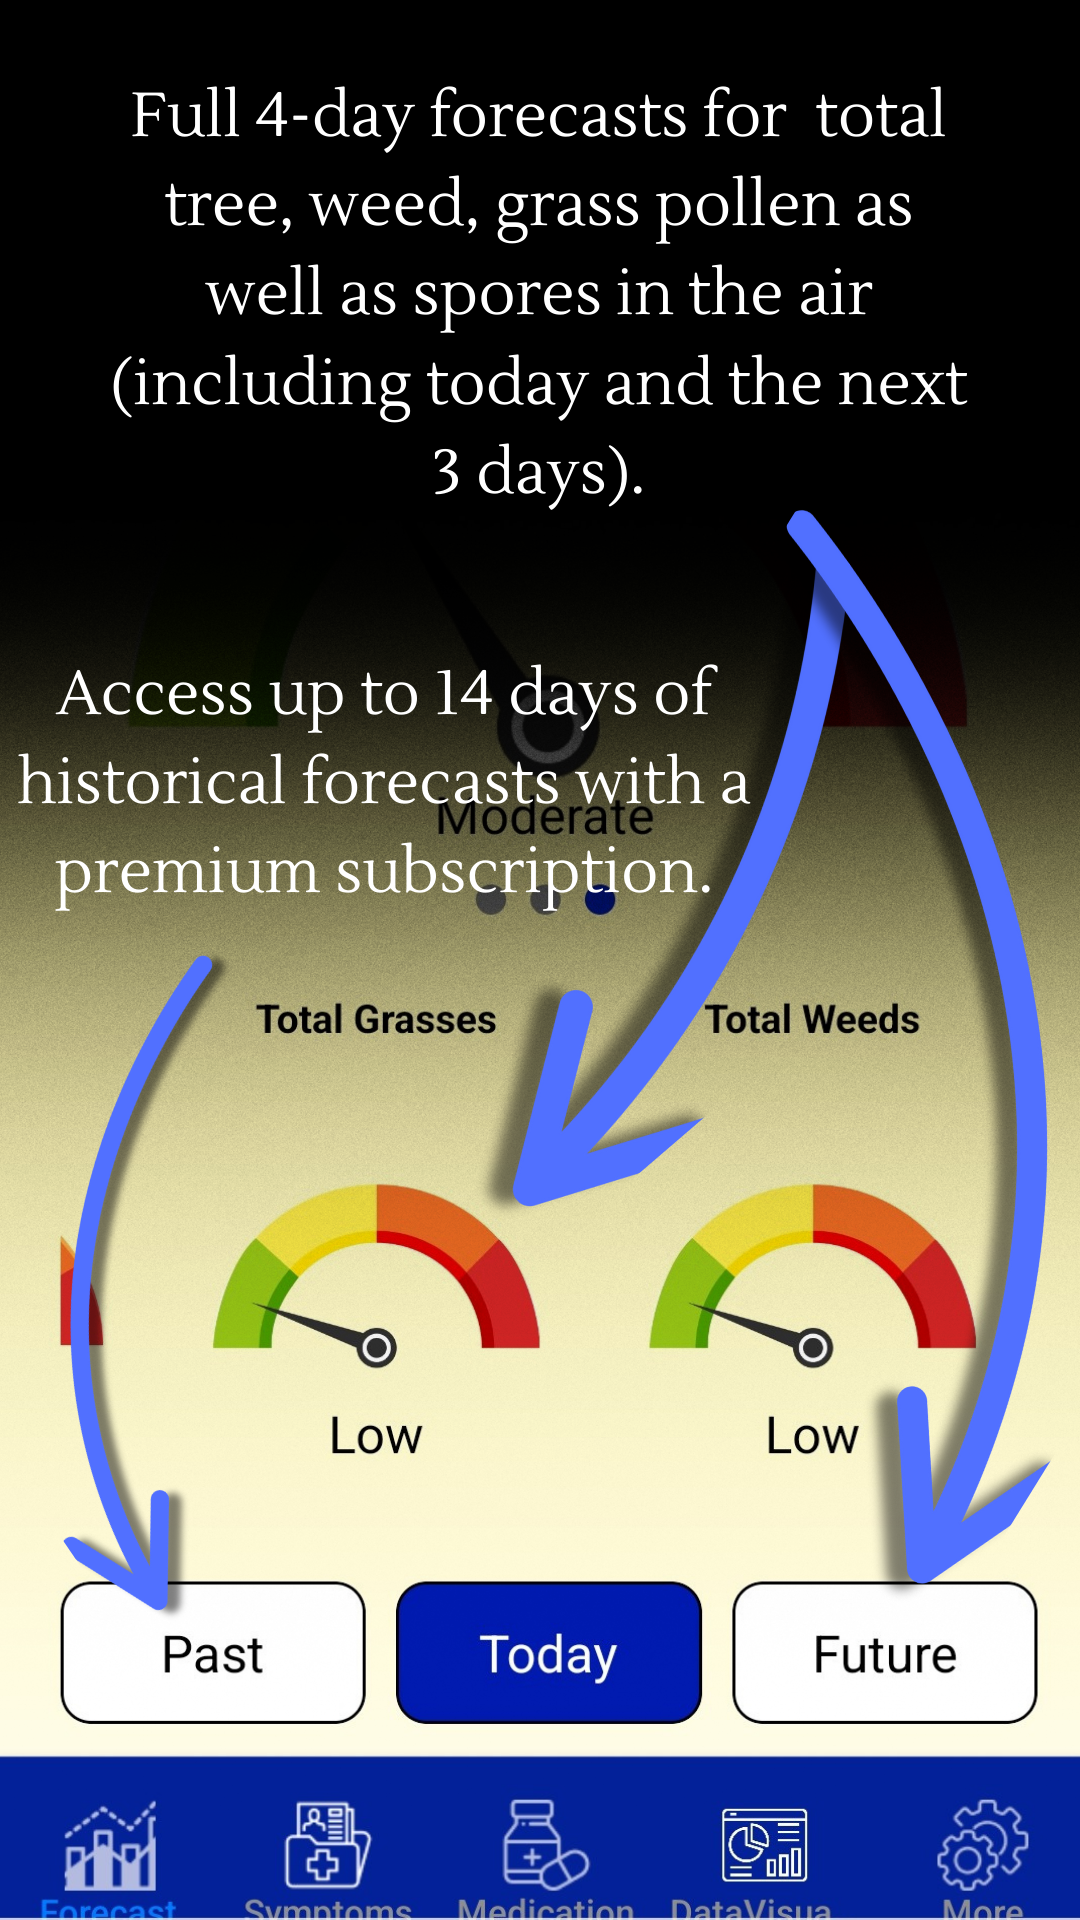 Full 4-day forecasts for total
tree, weed, grass pollen as
well as spores in the air
(including today and the next
3 days).
Access up to 14 days of
historical forecasts with a
Moderate
premium subscription.
Total Grasses
Total Weeds
Low
Low
Past
Today
Future
Forecast
Symptoms
Medication
DataVisua
More